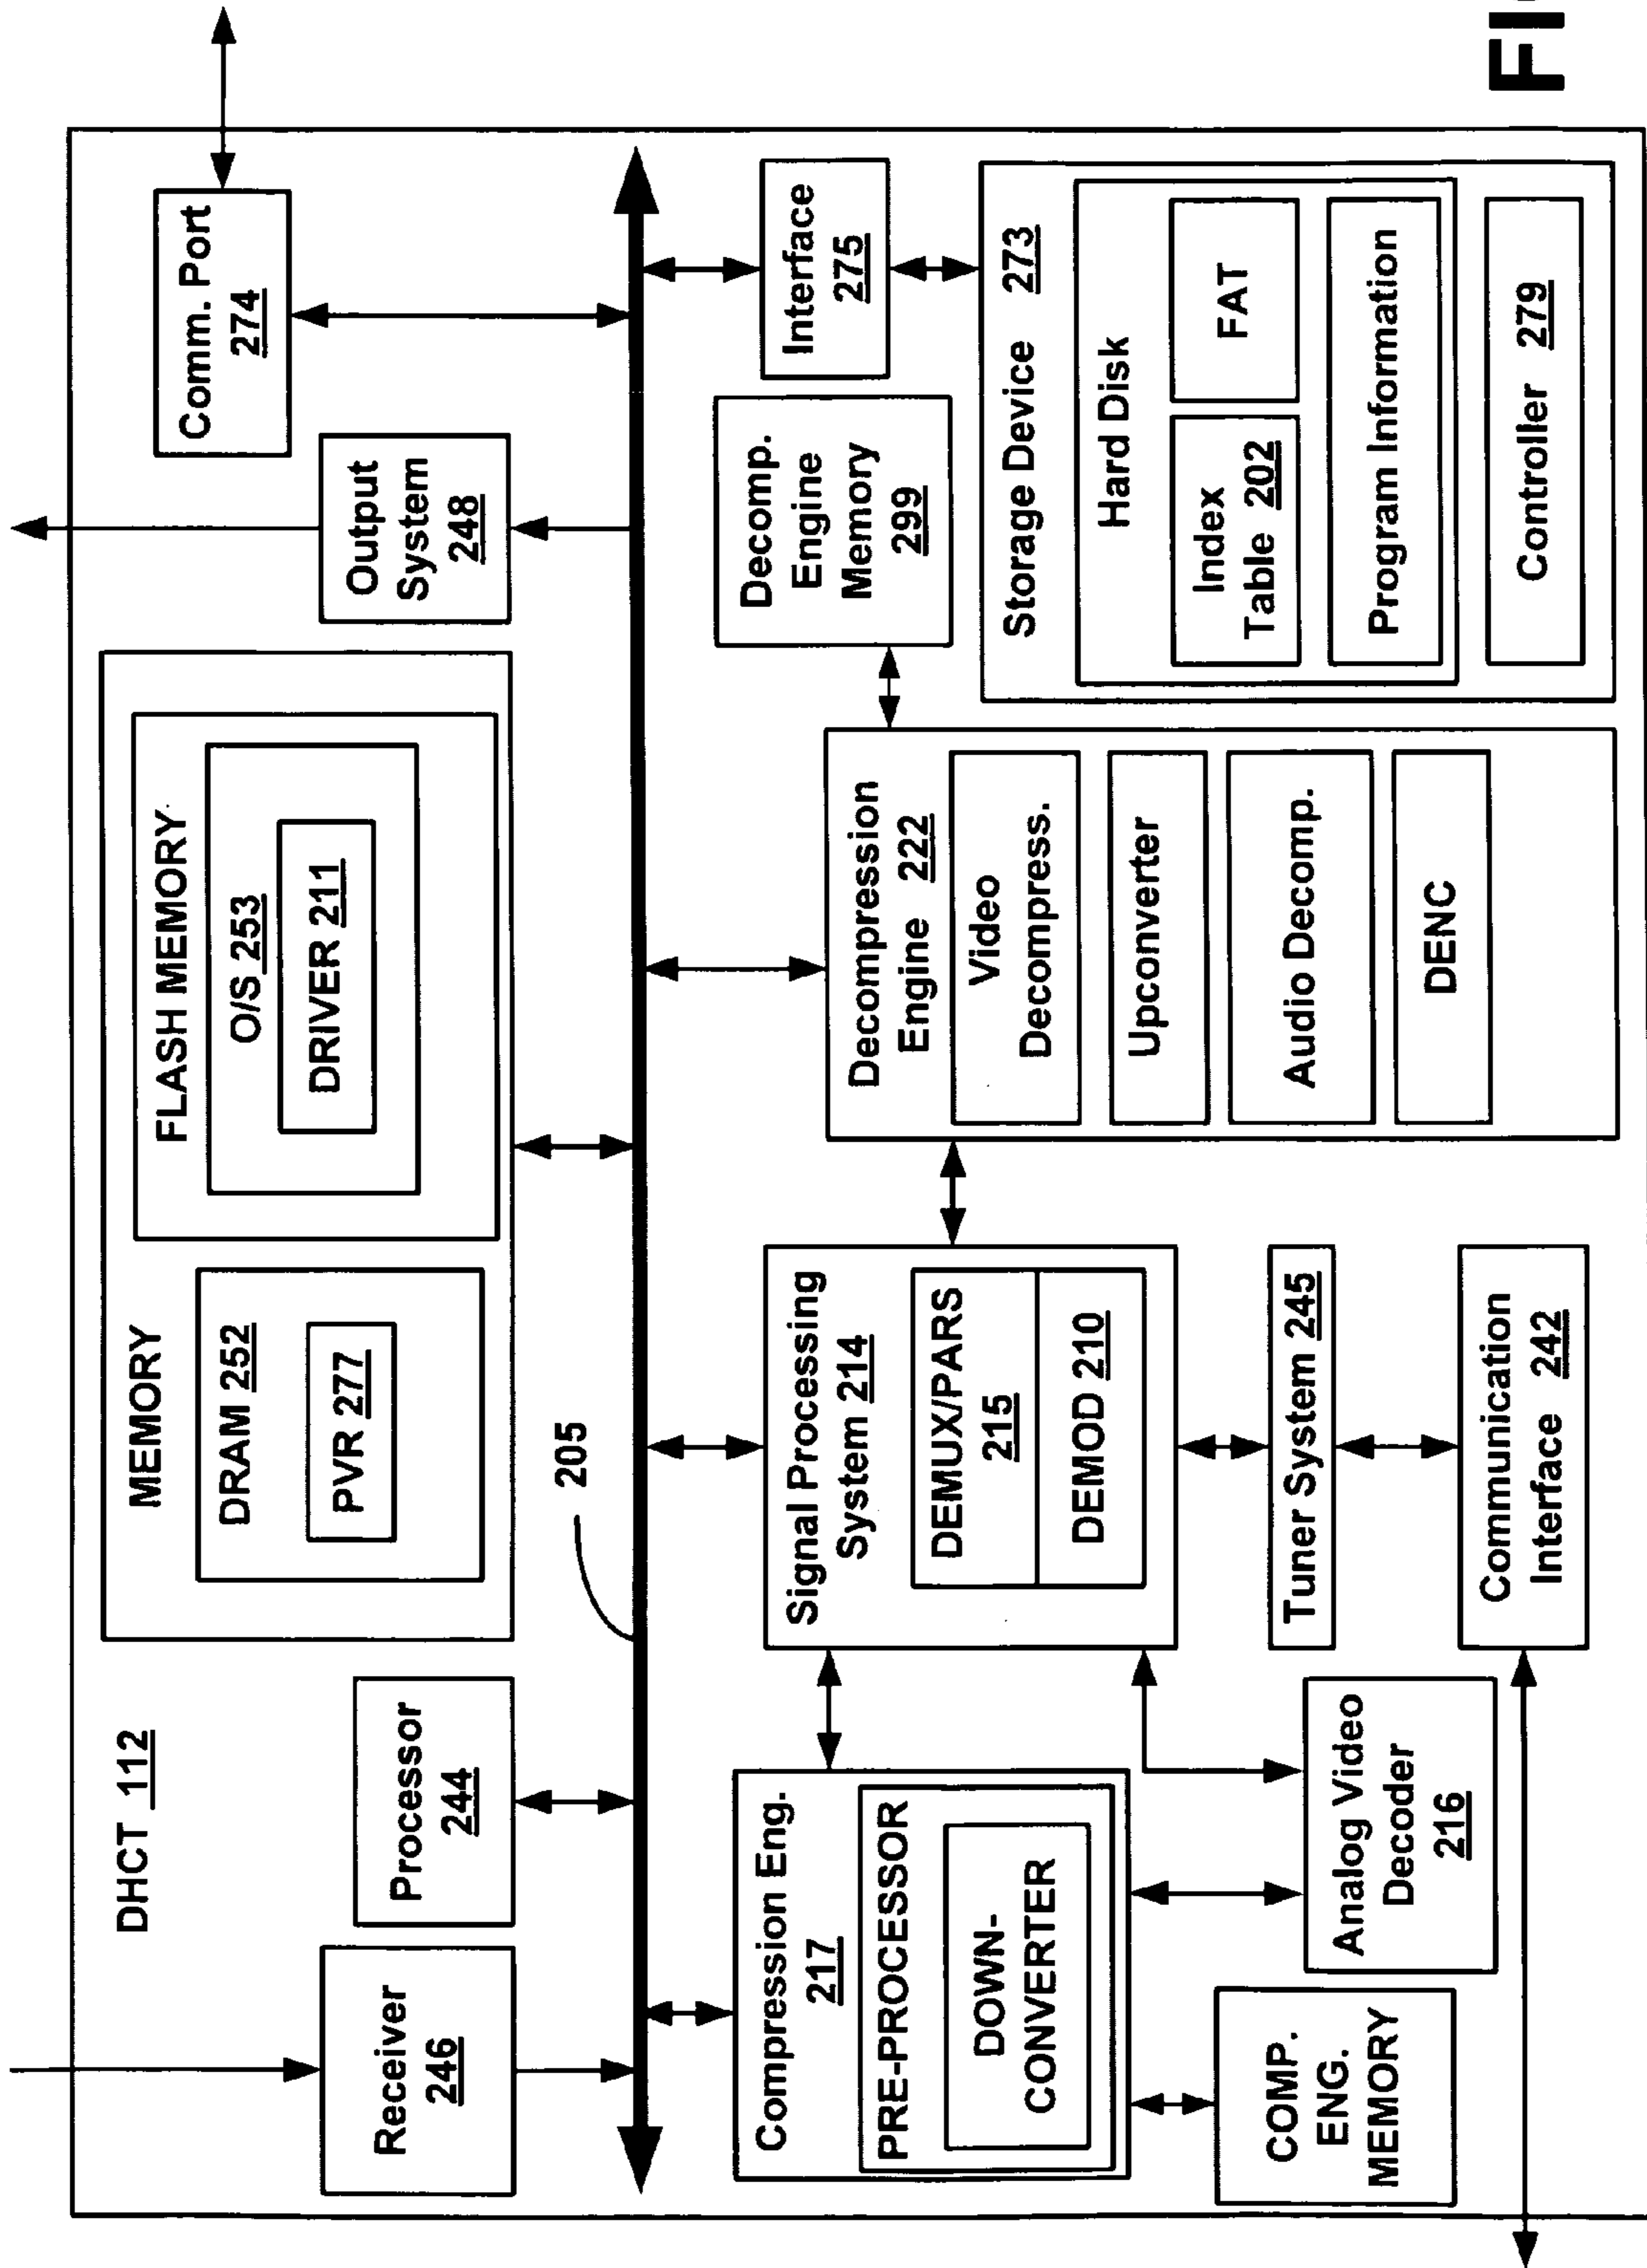 DHCT 112
Receiver
246
Processor
244
MEMORY
DRAM 252
PVR 277
FLASH MEMORY
O/S 253
DRIVER 211
Output
System
248
Comm. Port
274
205
Compression Eng.
217
PRE-PROCESSOR
DOWN-
CONVERTER
COMP.
ENG.
MEMORY
Analog Video
Decoder
216
Signal Processing
System 214
DEMUX/PARS
215
DEMOD 210
Tuner System 245
Communication
Interface 242
Decompression
Engine 222
Video
Decompress.
Upconverter
Audio Decomp.
DENC
Decomp.
Engine
Memory
299
Interface
275
Storage Device 273
Hard Disk
Index
Table 202
FAT
Program Information
Controller 279